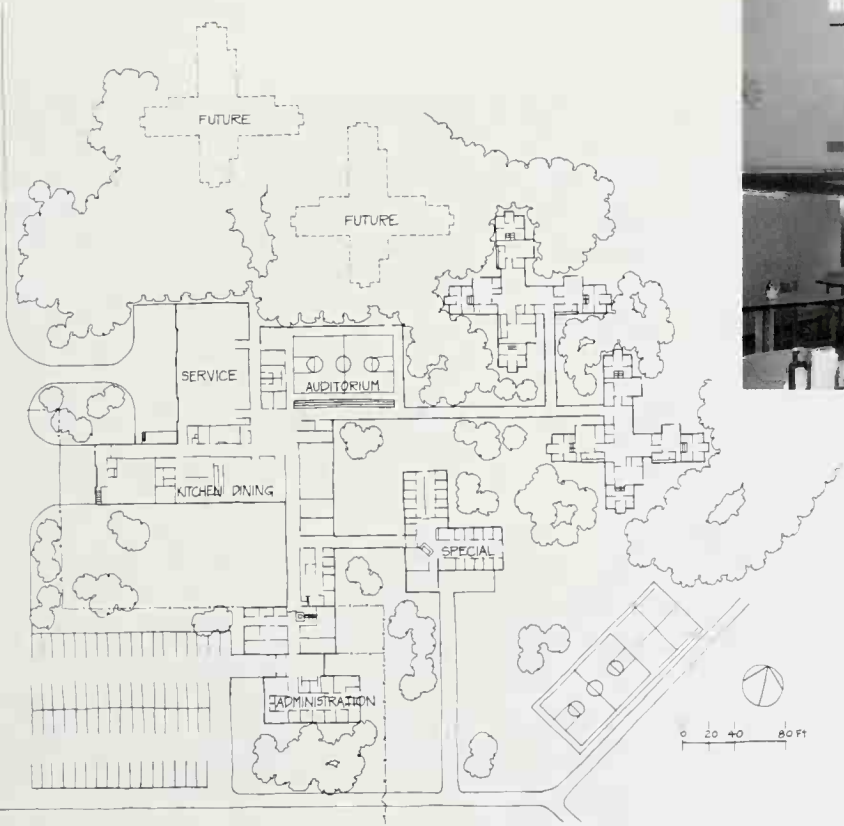 FUTURE
FUTURE
SERVICE
AUDITORIUM
KITCHEN DINING
SPECIAL
ADMINISTRATION
0 20 40 80 Ft